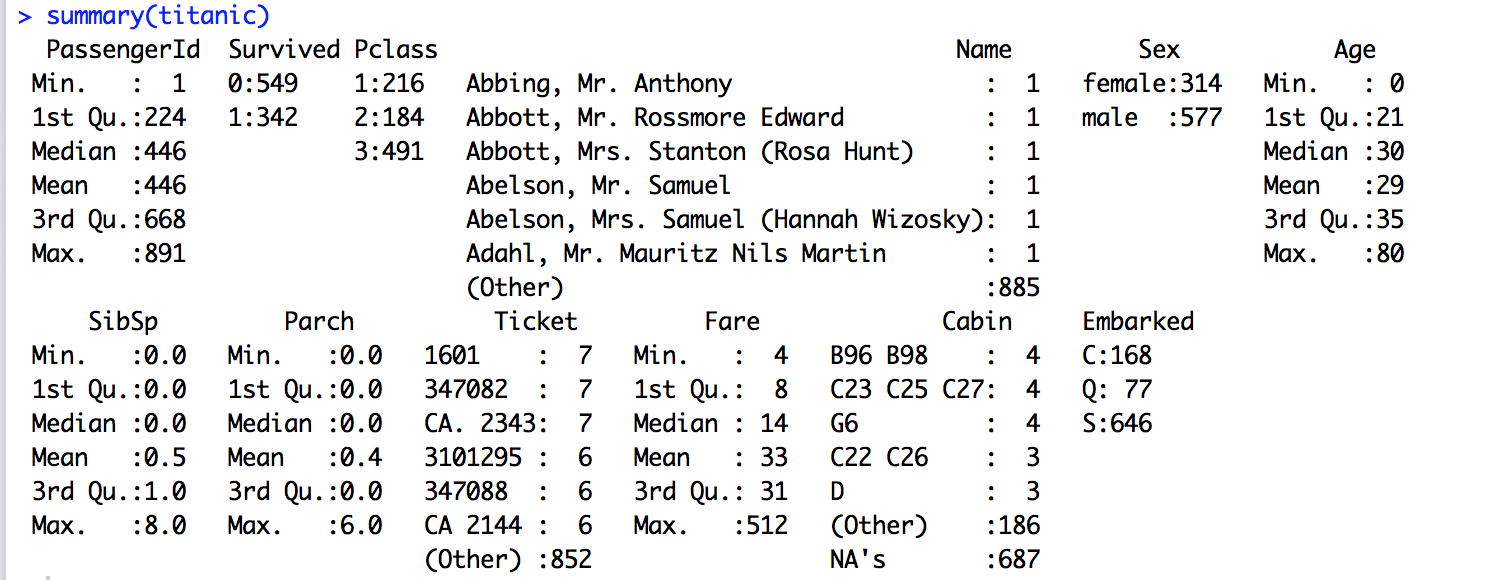 > summary(titanic)
  PassengerId  Survived Pclass                                     Name         Sex           Age    
 Min.   :  1   0:549    1:216   Abbing, Mr. Anthony                  :  1   female:314   Min.   : 0  
 1st Qu.:224   1:342    2:184   Abbott, Mr. Rossmore Edward          :  1   male  :577   1st Qu.:21  
 Median :446            3:491   Abbott, Mrs. Stanton (Rosa Hunt)     :  1                Median :30  
 Mean   :446                    Abelson, Mr. Samuel                  :  1                Mean   :29  
 3rd Qu.:668                    Abelson, Mrs. Samuel (Hannah Wizosky):  1                3rd Qu.:35  
 Max.   :891                    Adahl, Mr. Mauritz Nils Martin       :  1                Max.   :80  
                                (Other)                              :885                            
     SibSp         Parch          Ticket         Fare             Cabin     Embarked
 Min.   :0.0   Min.   :0.0   1601    :  7   Min.   :  4   B96 B98    :  4   C:168   
 1st Qu.:0.0   1st Qu.:0.0   347082  :  7   1st Qu.:  8   C23 C25 C27:  4   Q: 77   
 Median :0.0   Median :0.0   CA. 2343:  7   Median : 14   G6         :  4   S:646   
 Mean   :0.5   Mean   :0.4   3101295 :  6   Mean   : 33   C22 C26    :  3           
 3rd Qu.:1.0   3rd Qu.:0.0   347088  :  6   3rd Qu.: 31   D          :  3           
 Max.   :8.0   Max.   :6.0   CA 2144 :  6   Max.   :512   (Other)    :186           
                             (Other) :852                 NA's       :687